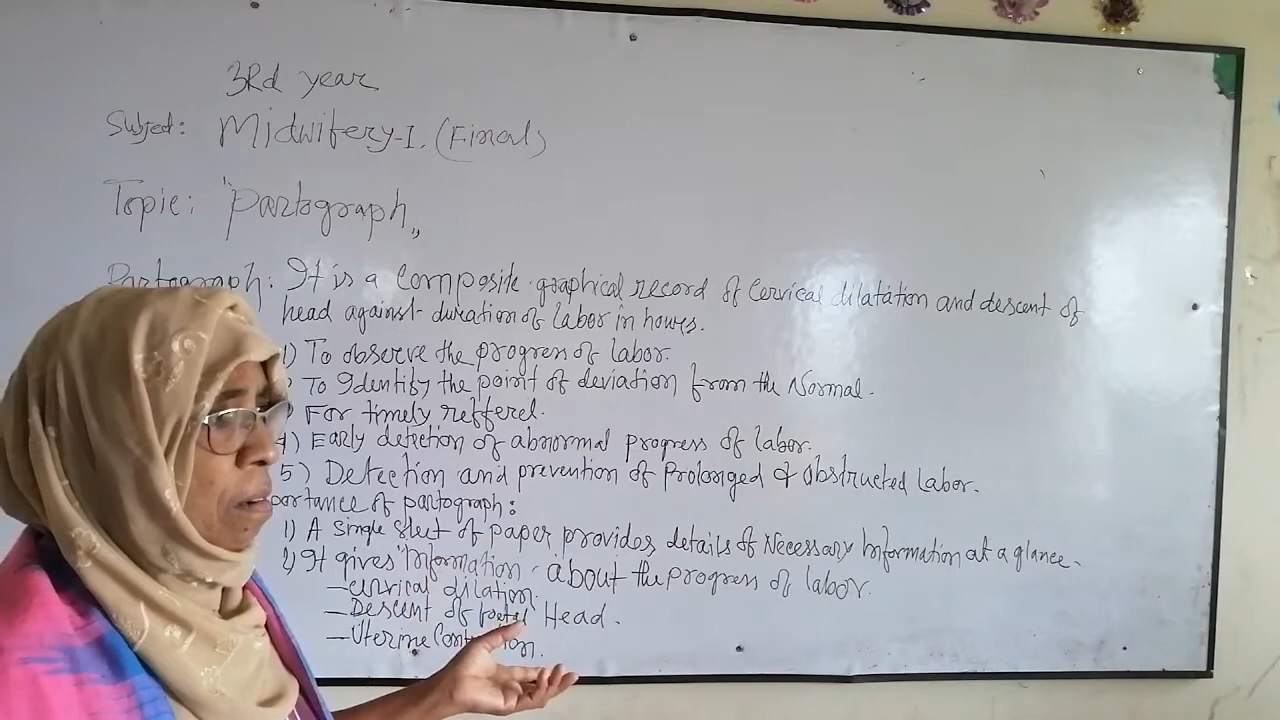 3Rd year
Subject: Midwifery-I. (Final)
Topic: "Partograph„
Partograph: It is a composite graphical record of cervical dilatation and descent of
head against duration of labor in hours.
1) To observe the progress of labor.
) To Identify the point of deviation from the Normal.
) For timely refferel.
4) Early detection of abnormal progress of labor.
5) Detection and prevention of Prolonged & obstructed Labor.
portance of partograph:
1) A single sheet of paper provides details of Necessary Information at a glance.
) It gives Information about the progress of labor.
– cervical dilation.
– Descent of Fetal Head.
– Uterine Contraction.